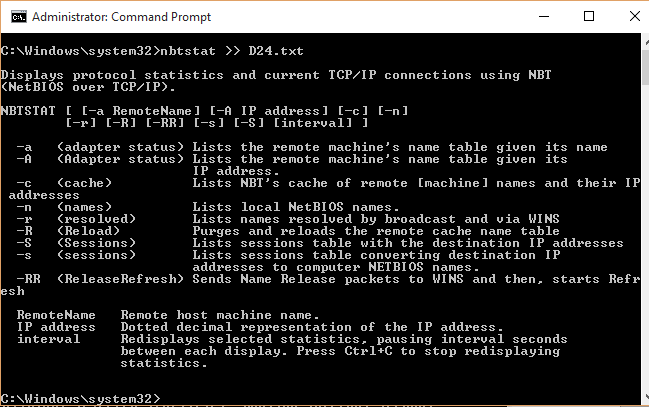 Administrator: Command Prompt
C:\Windows\system32>nbtstat >> D24.txt
Displays protocol statistics and current TCP/IP connections using NBT
(NetBIOS over TCP/IP).
NBTSTAT [ [-a RemoteName] [-A IP address] [-c] [-n]
[-r] [-R] [-RR] [-s] [-S] [interval] ]
-a (adapter status) Lists the remote machine's name table given its name
-A (Adapter status) Lists the remote machine's name table given its
IP address.
-c (cache) Lists NBT's cache of remote [machine] names and their IP
addresses
-n (names) Lists local NetBIOS names.
-r (resolved) Lists names resolved by broadcast and via WINS
-R (Reload) Purges and reloads the remote cache name table
-S (Sessions) Lists sessions table with the destination IP addresses
-s (sessions) Lists sessions table converting destination IP
addresses to computer NETBIOS names.
-RR (ReleaseRefresh) Sends Name Release packets to WINS and then, starts Refr
esh
RemoteName Remote host machine name.
IP address Dotted decimal representation of the IP address.
interval Redisplays selected statistics, pausing interval seconds
between each display. Press Ctrl+C to stop redisplaying
statistics.
C:\Windows\system32>